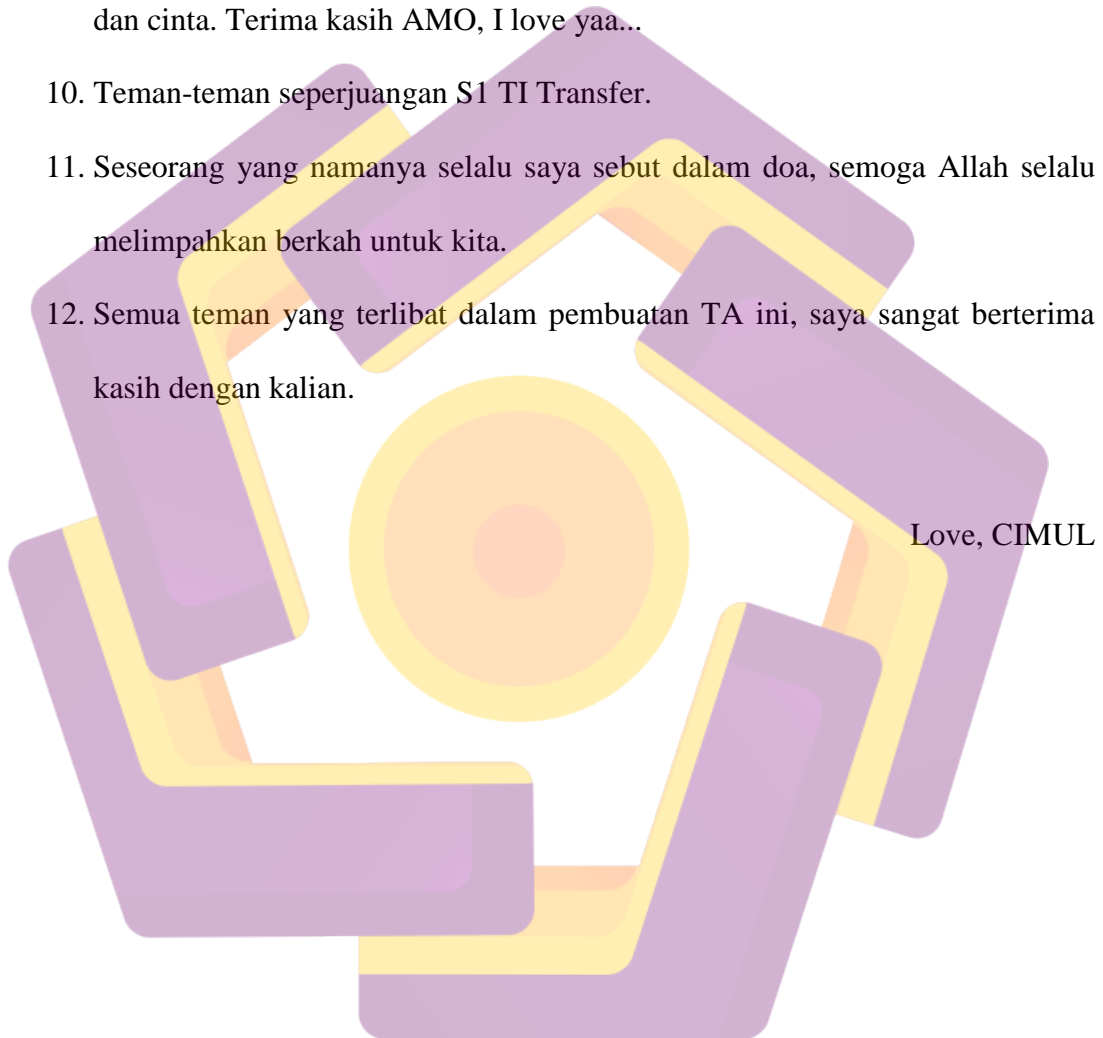 dan cinta. Terima kasih AMO, I love yaa...
10. Teman-teman seperjuangan S1 TI Transfer.
11. Seseorang yang namanya selalu saya sebut dalam doa, semoga Allah selalu
melimpahkan berkah untuk kita.
12. Semua teman yang terlibat dalam pembuatan TA ini, saya sangat berterima
kasih dengan kalian.
Love, CIMUL